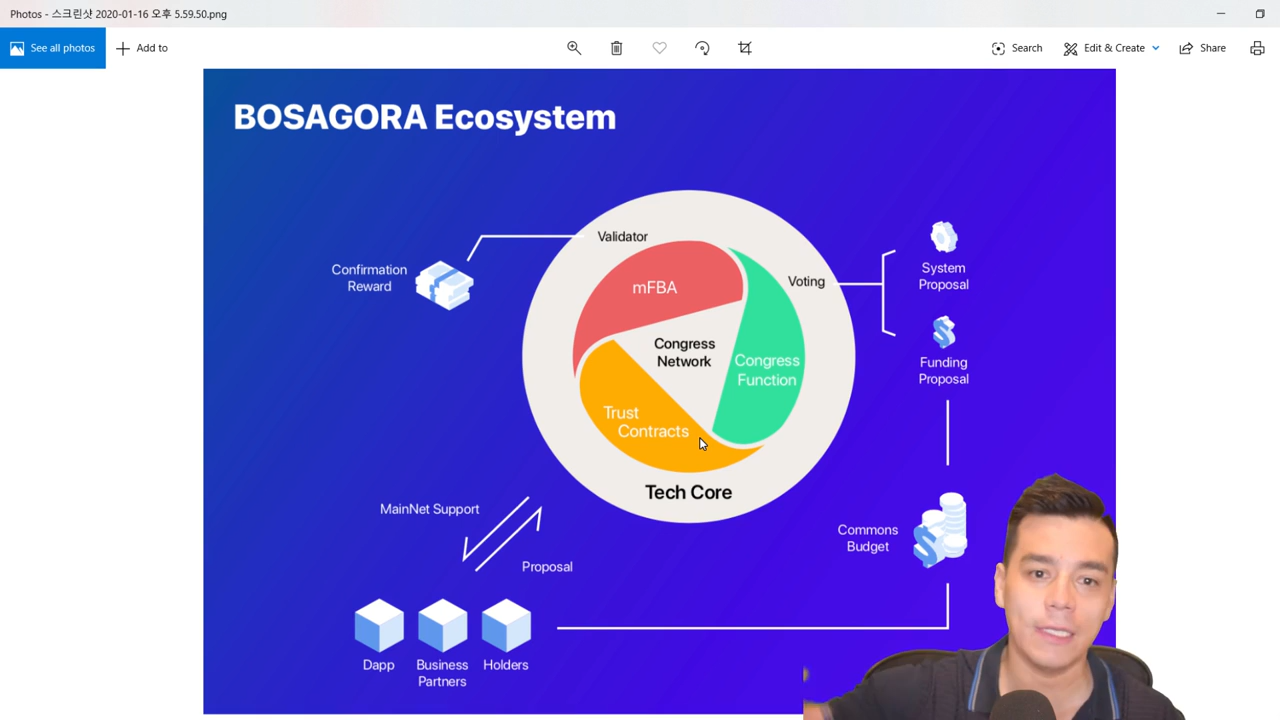 Photos - 스크린샷 2020-01-16 오후 5.59.50.png
See all photos
Add to
Search
Edit & Create
Share
BOSAGORA Ecosystem
Validator
Confirmation
Reward
mFBA
Voting
System
Proposal
Congress
Network
Congress
Function
Funding
Proposal
Trust
Contracts
Tech Core
MainNet Support
Proposal
Commons
Budget
Dapp
Business
Partners
Holders